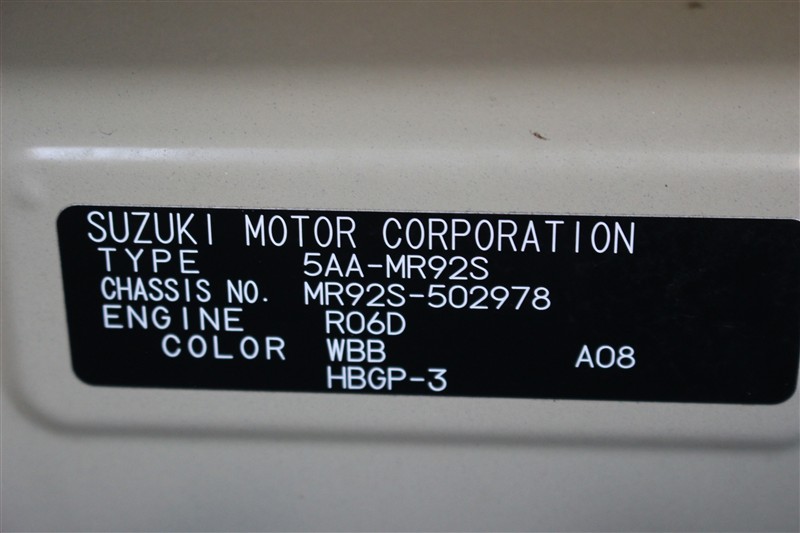 SUZUKI MOTOR CORPORATION
TYPE 5AA-MR92S
CHASSIS NO. MR92S-502978
ENGINE R06D
COLOR WBB A08
HBGP-3